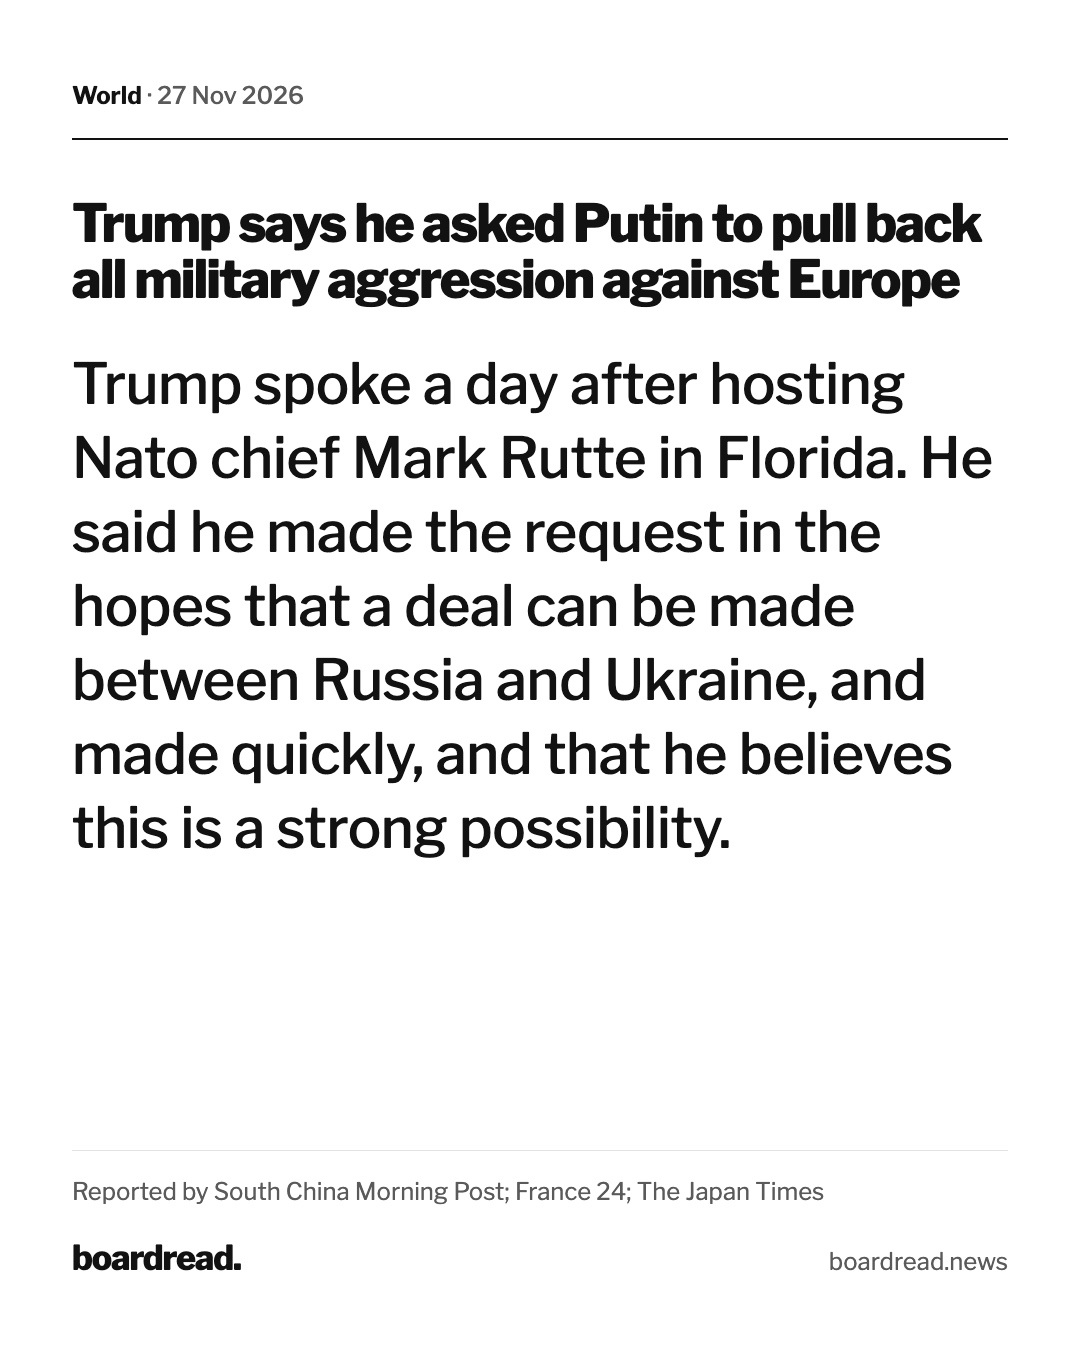 World · 27 Nov 2026
Trump says he asked Putin to pull back
all military aggression against Europe
Trump spoke a day after hosting
Nato chief Mark Rutte in Florida. He
said he made the request in the
hopes that a deal can be made
between Russia and Ukraine, and
made quickly, and that he believes
this is a strong possibility.
Reported by South China Morning Post; France 24; The Japan Times
boardread.
boardread.news